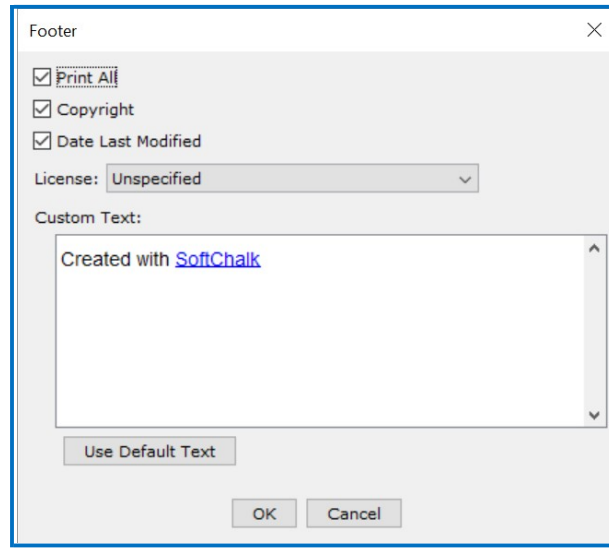 Footer
Print All
Copyright
Date Last Modified
License: Unspecified
Custom Text:
Created with SoftChalk
Use Default Text
OK Cancel